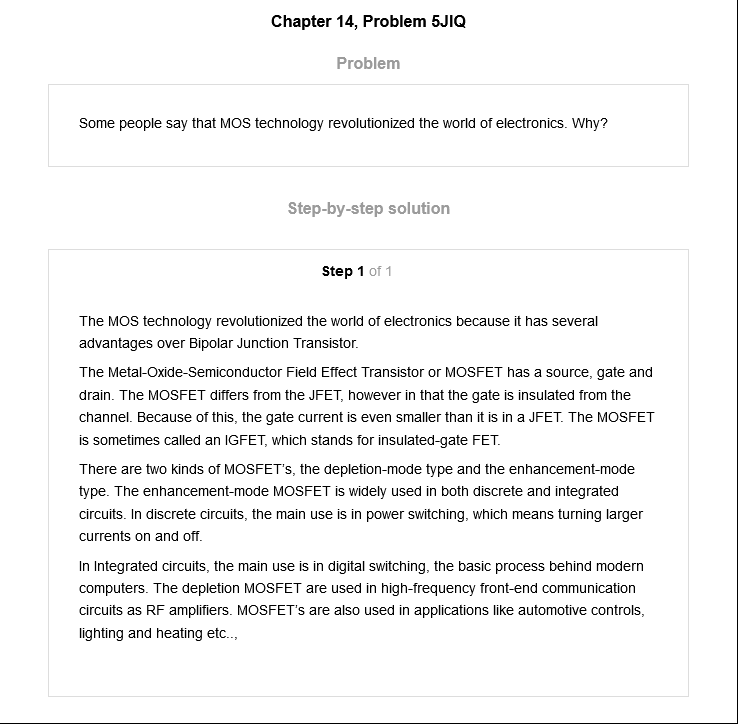 Chapter 14, Problem 5JIQ
Problem
Some people say that MOS technology revolutionized the world of electronics. Why?
Step-by-step solution
Step 1 of 1
The MOS technology revolutionized the world of electronics because it has several
advantages over Bipolar Junction Transistor.
The Metal-Oxide-Semiconductor Field Effect Transistor or MOSFET has a source, gate and
drain. The MOSFET differs from the JFET, however in that the gate is insulated from the
channel. Because of this, the gate current is even smaller than it is in a JFET. The MOSFET
is sometimes called an IGFET, which stands for insulated-gate FET.
There are two kinds of MOSFET's, the depletion-mode type and the enhancement-mode
type. The enhancement-mode MOSFET is widely used in both discrete and integrated
circuits. In discrete circuits, the main use is in power switching, which means turning larger
currents on and off.
In Integrated circuits, the main use is in digital switching, the basic process behind modern
computers. The depletion MOSFET are used in high-frequency front-end communication
circuits as RF amplifiers. MOSFET's are also used in applications like automotive controls,
lighting and heating etc..,